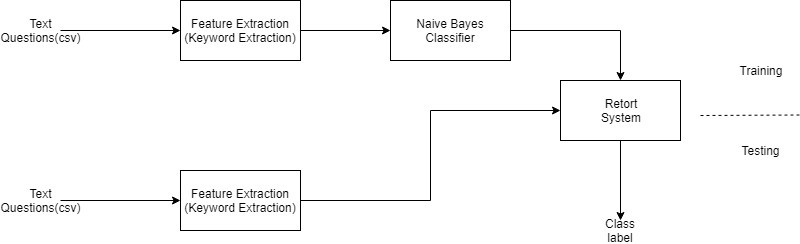 Text
Questions(csv)
Feature Extraction
(Keyword Extraction)
Naive Bayes
Classifier
Training
Retort
System
Testing
Text
Questions(csv)
Feature Extraction
(Keyword Extraction)
Class
label